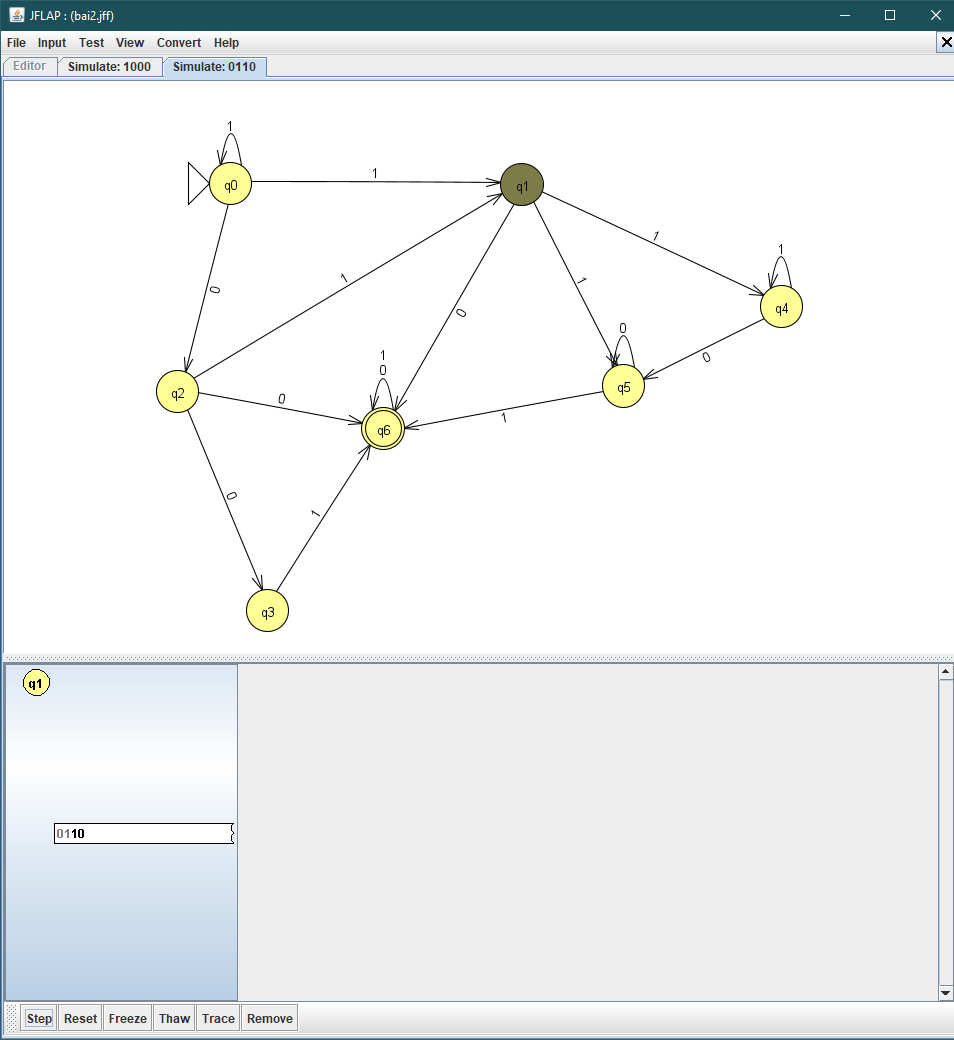 JFLAP : (bai2.jff)
File Input Test View Convert Help
Editor Simulate: 1000 Simulate: 0110
1
q0
1
q1
1
1
q4
0
1
1
0
1
0
q5
0
q2
0
1
0
q6
1
0
1
q3
q1
0110
Step Reset Freeze Thaw Trace Remove